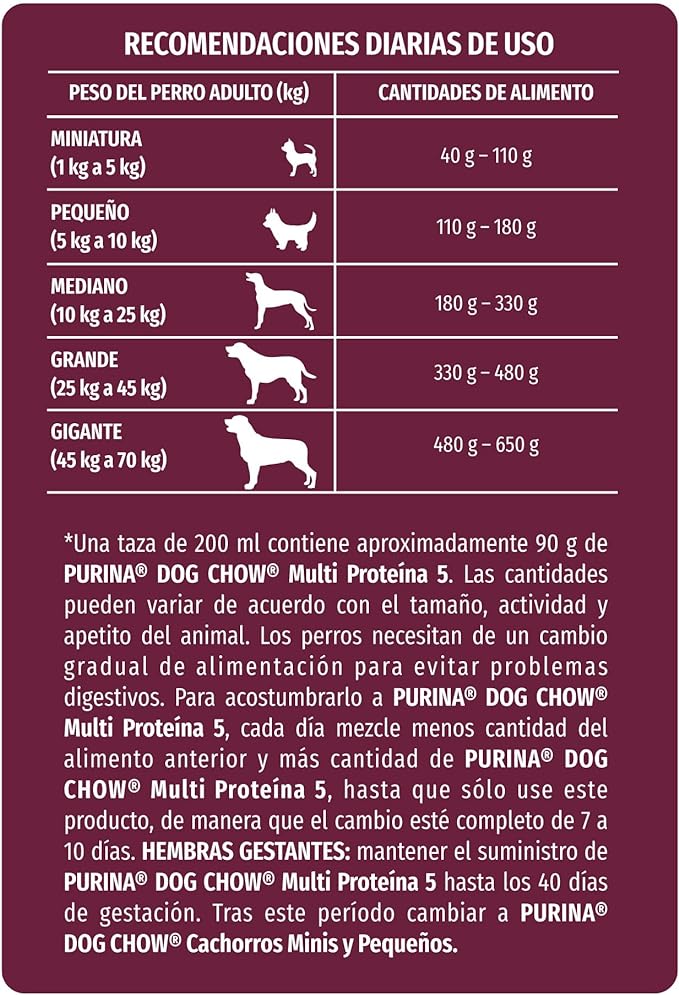 RECOMENDACIONES DIARIAS DE USO
PESO DEL PERRO ADULTO (kg)
CANTIDADES DE ALIMENTO
MINIATURA
(1 kg a 5 kg)
40 g – 110 g
PEQUEÑO
(5 kg a 10 kg)
110 g – 180 g
MEDIANO
(10 kg a 25 kg)
180 g – 330 g
GRANDE
(25 kg a 45 kg)
330 g – 480 g
GIGANTE
(45 kg a 70 kg)
480 g – 650 g
*Una taza de 200 ml contiene aproximadamente 90 g de
PURINA® DOG CHOW® Multi Proteína 5. Las cantidades
pueden variar de acuerdo con el tamaño, actividad y
apetito del animal. Los perros necesitan de un cambio
gradual de alimentación para evitar problemas
digestivos. Para acostumbrarlo a PURINA® DOG CHOW®
Multi Proteína 5, cada día mezcle menos cantidad del
alimento anterior y más cantidad de PURINA® DOG
CHOW® Multi Proteína 5, hasta que sólo use este
producto, de manera que el cambio esté completo de 7 a
10 días. HEMBRAS GESTANTES: mantener el suministro de
PURINA® DOG CHOW® Multi Proteína 5 hasta los 40 días
de gestación. Tras este período cambiar a PURINA®
DOG CHOW® Cachorros Minis y Pequeños.